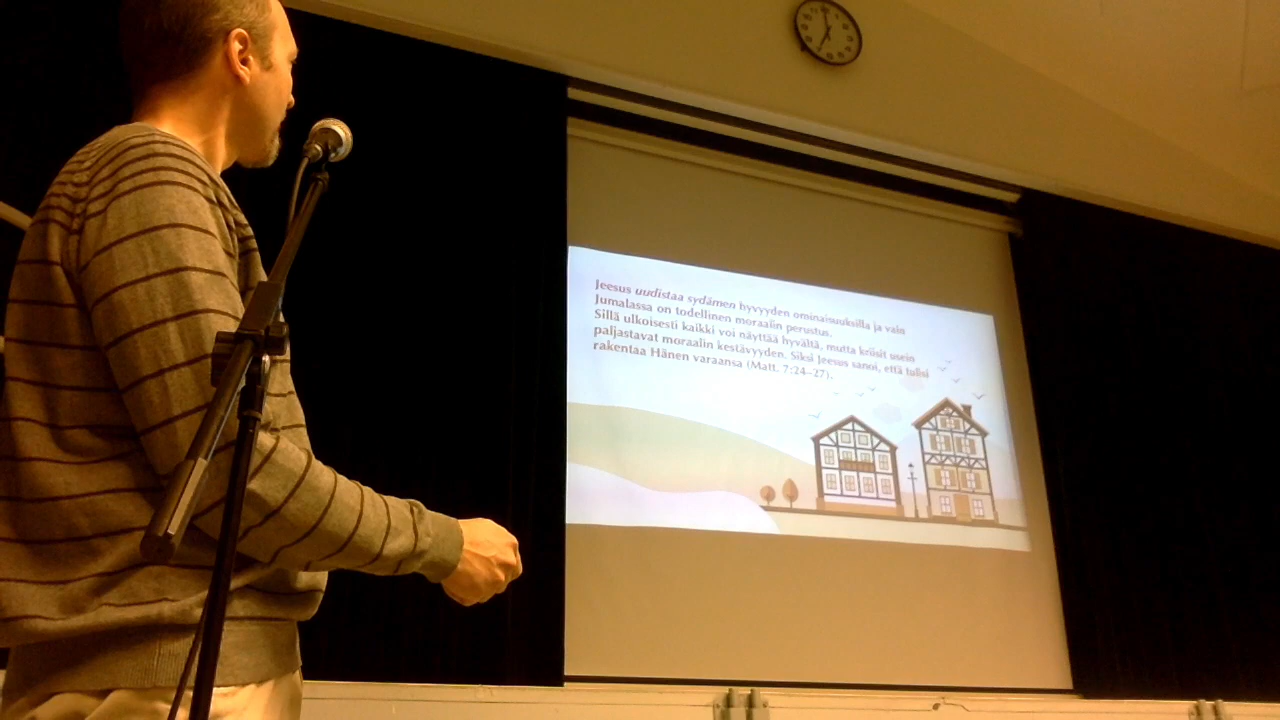 Jeesus uudistaa sydämen hyvyyden ominaisuuksilla ja vain
Jumalassa on todellinen moraalin perustus.
Sillä ulkoisesti kaikki voi näyttää hyvältä, mutta kriisit usein
paljastavat moraalin kestävyyden. Siksi Jeesus sanoi, että tulisi
rakentaa Hänen varaansa (Matt. 7:24–27).